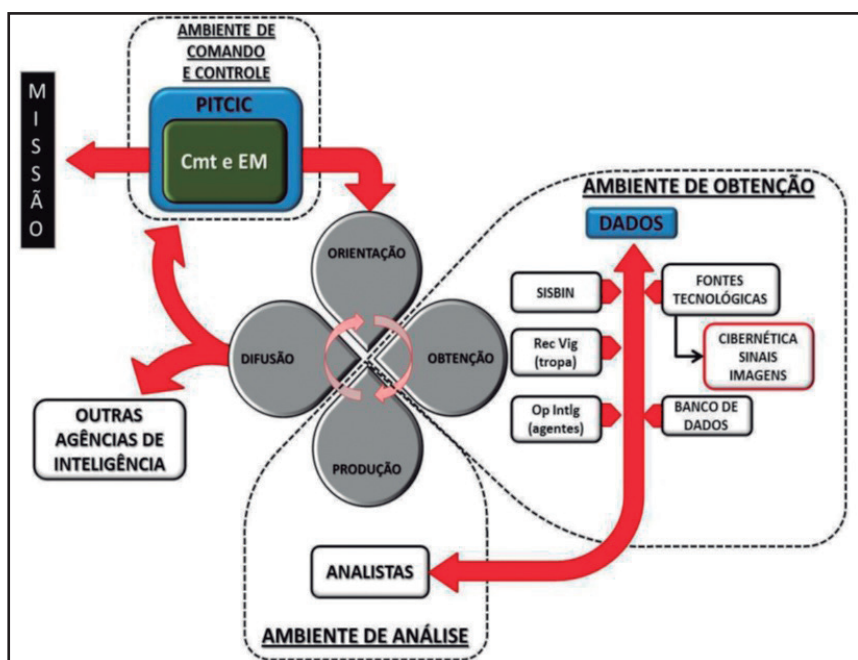 AMBIENTE DE
COMANDO
E CONTROLE
MISSÃO
PITCIC
Cmt e EM
AMBIENTE DE OBTENÇÃO
DADOS
ORIENTAÇÃO
SISBIN
FONTES
TECNOLÓGICAS
DIFUSÃO
OBTENÇÃO
Rec Vig
(tropa)
CIBERNÉTICA
SINAIS
IMAGENS
OUTRAS
AGÊNCIAS DE
INTELIGÊNCIA
Op Intlg
(agentes)
BANCO DE
DADOS
PRODUÇÃO
ANALISTAS
AMBIENTE DE ANÁLISE